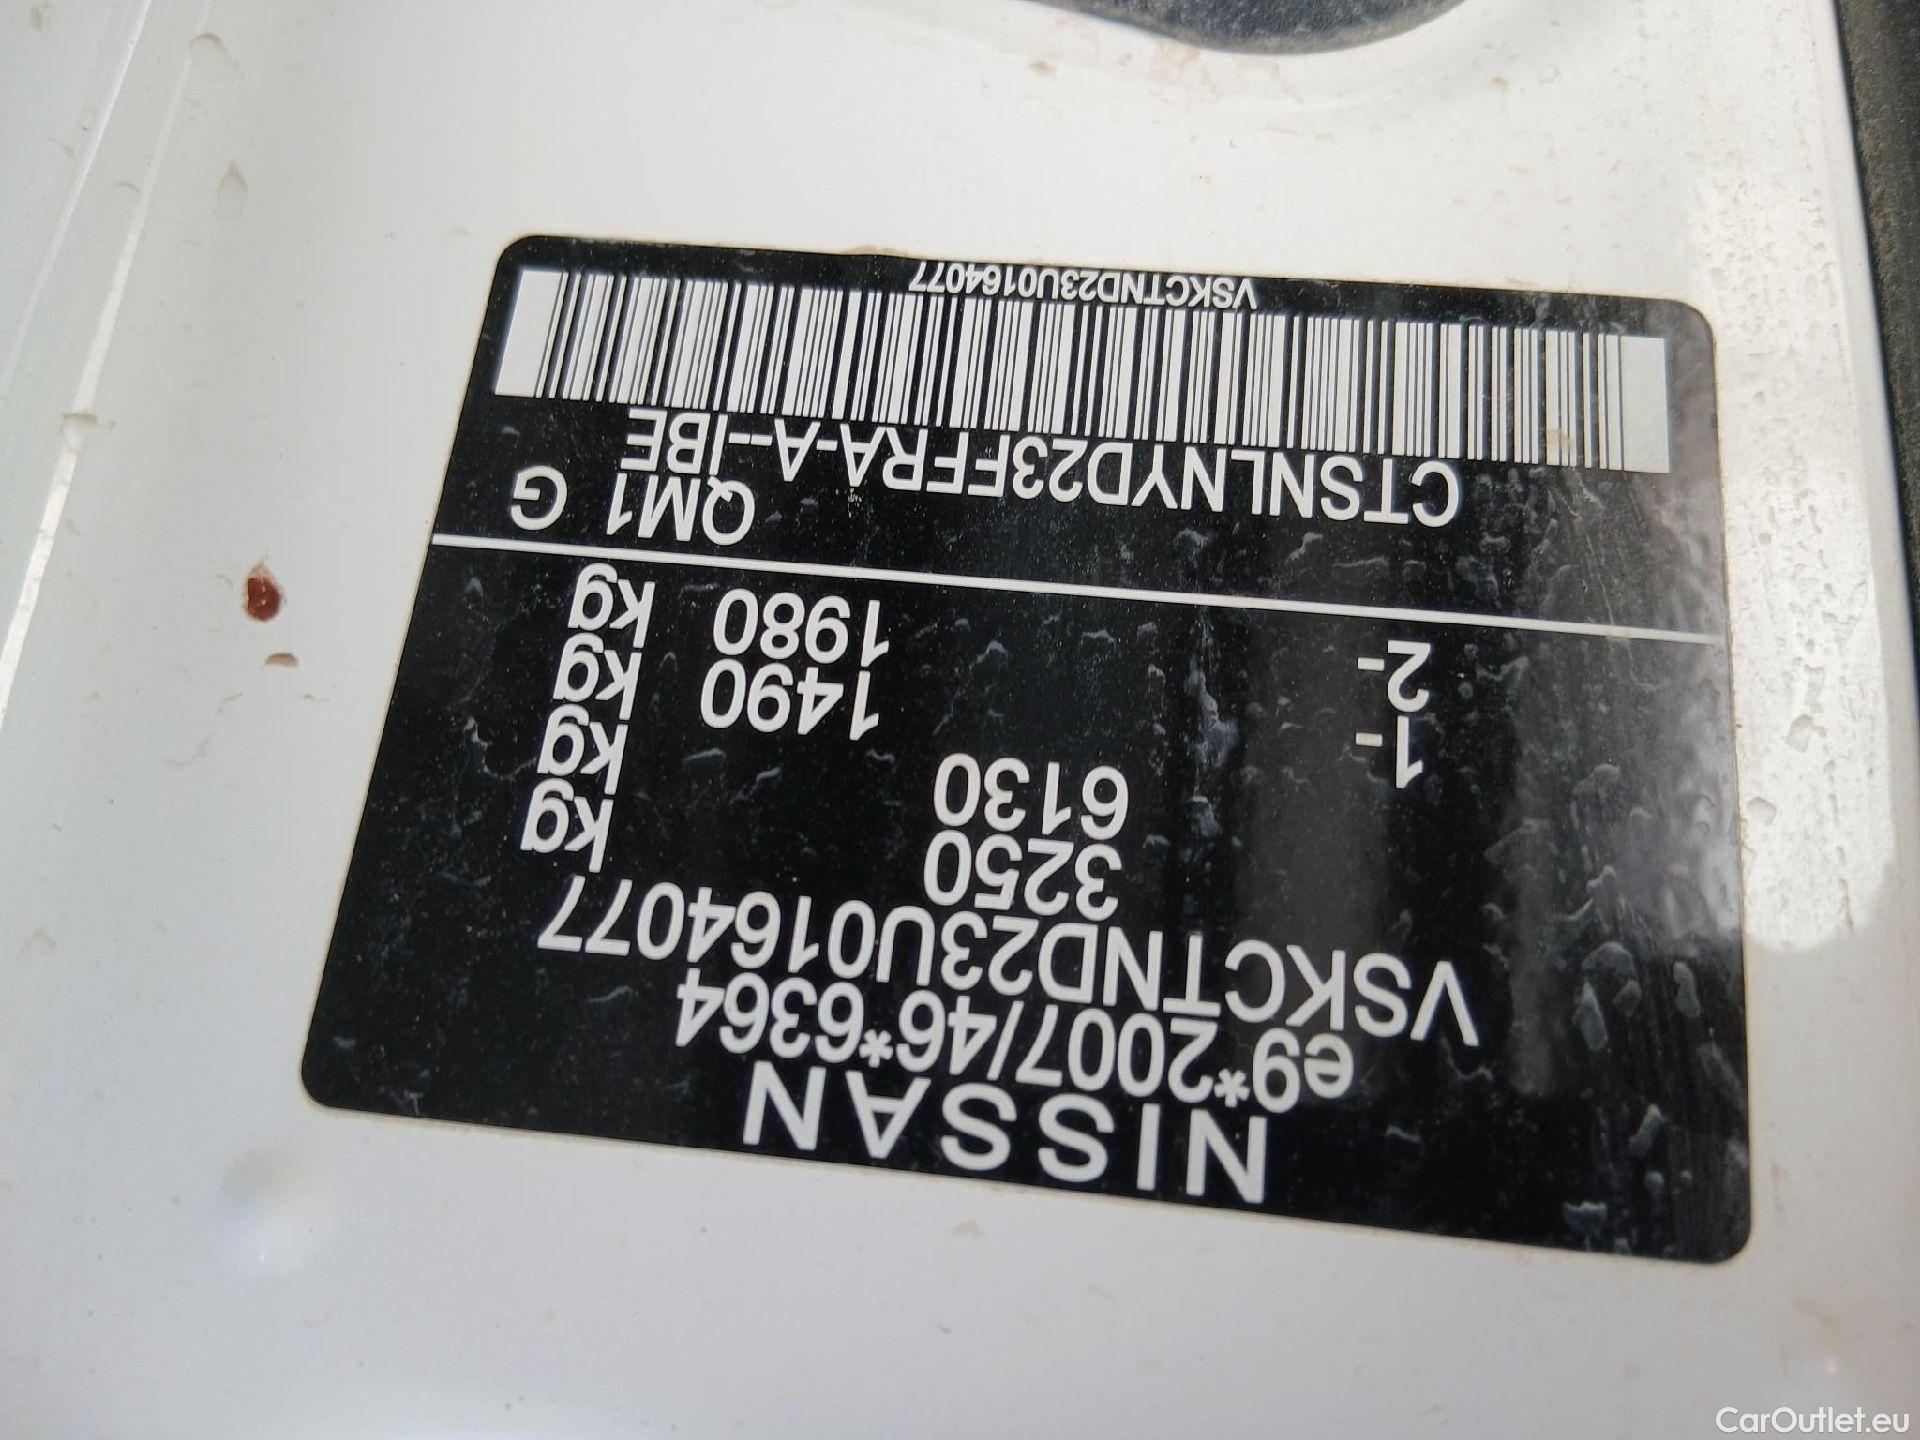 NISSAN
e9*2007/46*6364
VSKCTND23U0164077
3250 kg
6130 kg
1- 1490 kg
2- 1980 kg
QM1 G
CTSNLNYD23FFRA-A--IBE
VSKCTND23U0164077
CarOutlet.eu